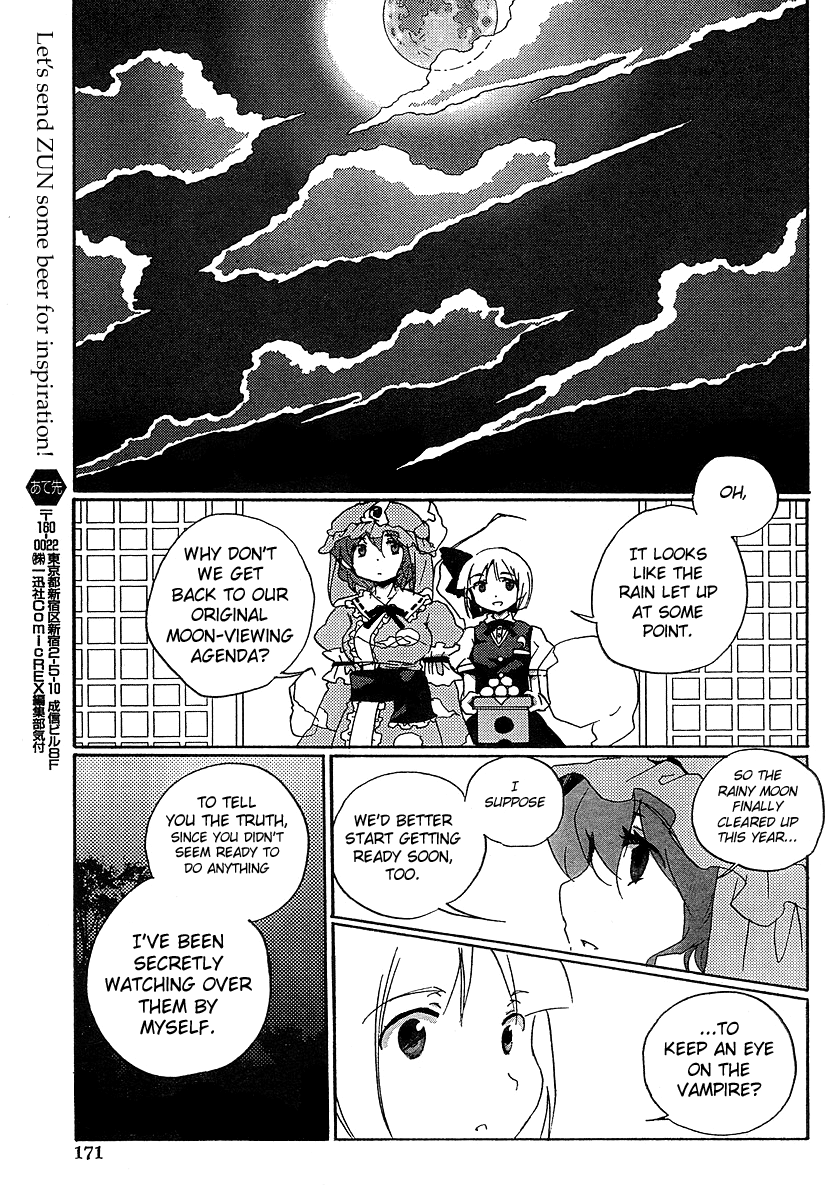 OH,
IT LOOKS
LIKE THE
RAIN LET UP
AT SOME
POINT.
WHY DON'T
WE GET
BACK TO OUR
ORIGINAL
MOON-VIEWING
AGENDA?
SO THE
RAINY MOON
FINALLY
CLEARED UP
THIS YEAR...
I
SUPPOSE
WE'D BETTER
START GETTING
READY SOON,
TOO.
...TO
KEEP AN EYE
ON THE
VAMPIRE?
TO TELL
YOU THE TRUTH,
SINCE YOU DIDN'T
SEEM READY TO
DO ANYTHING
I'VE BEEN
SECRETLY
WATCHING OVER
THEM BY
MYSELF.
Let's send ZUN some beer for inspiration!
あて先
〒160-0022 東京都新宿区新宿2-5-10 成信ビル8F
㈱一迅社ComicREX編集部気付
171